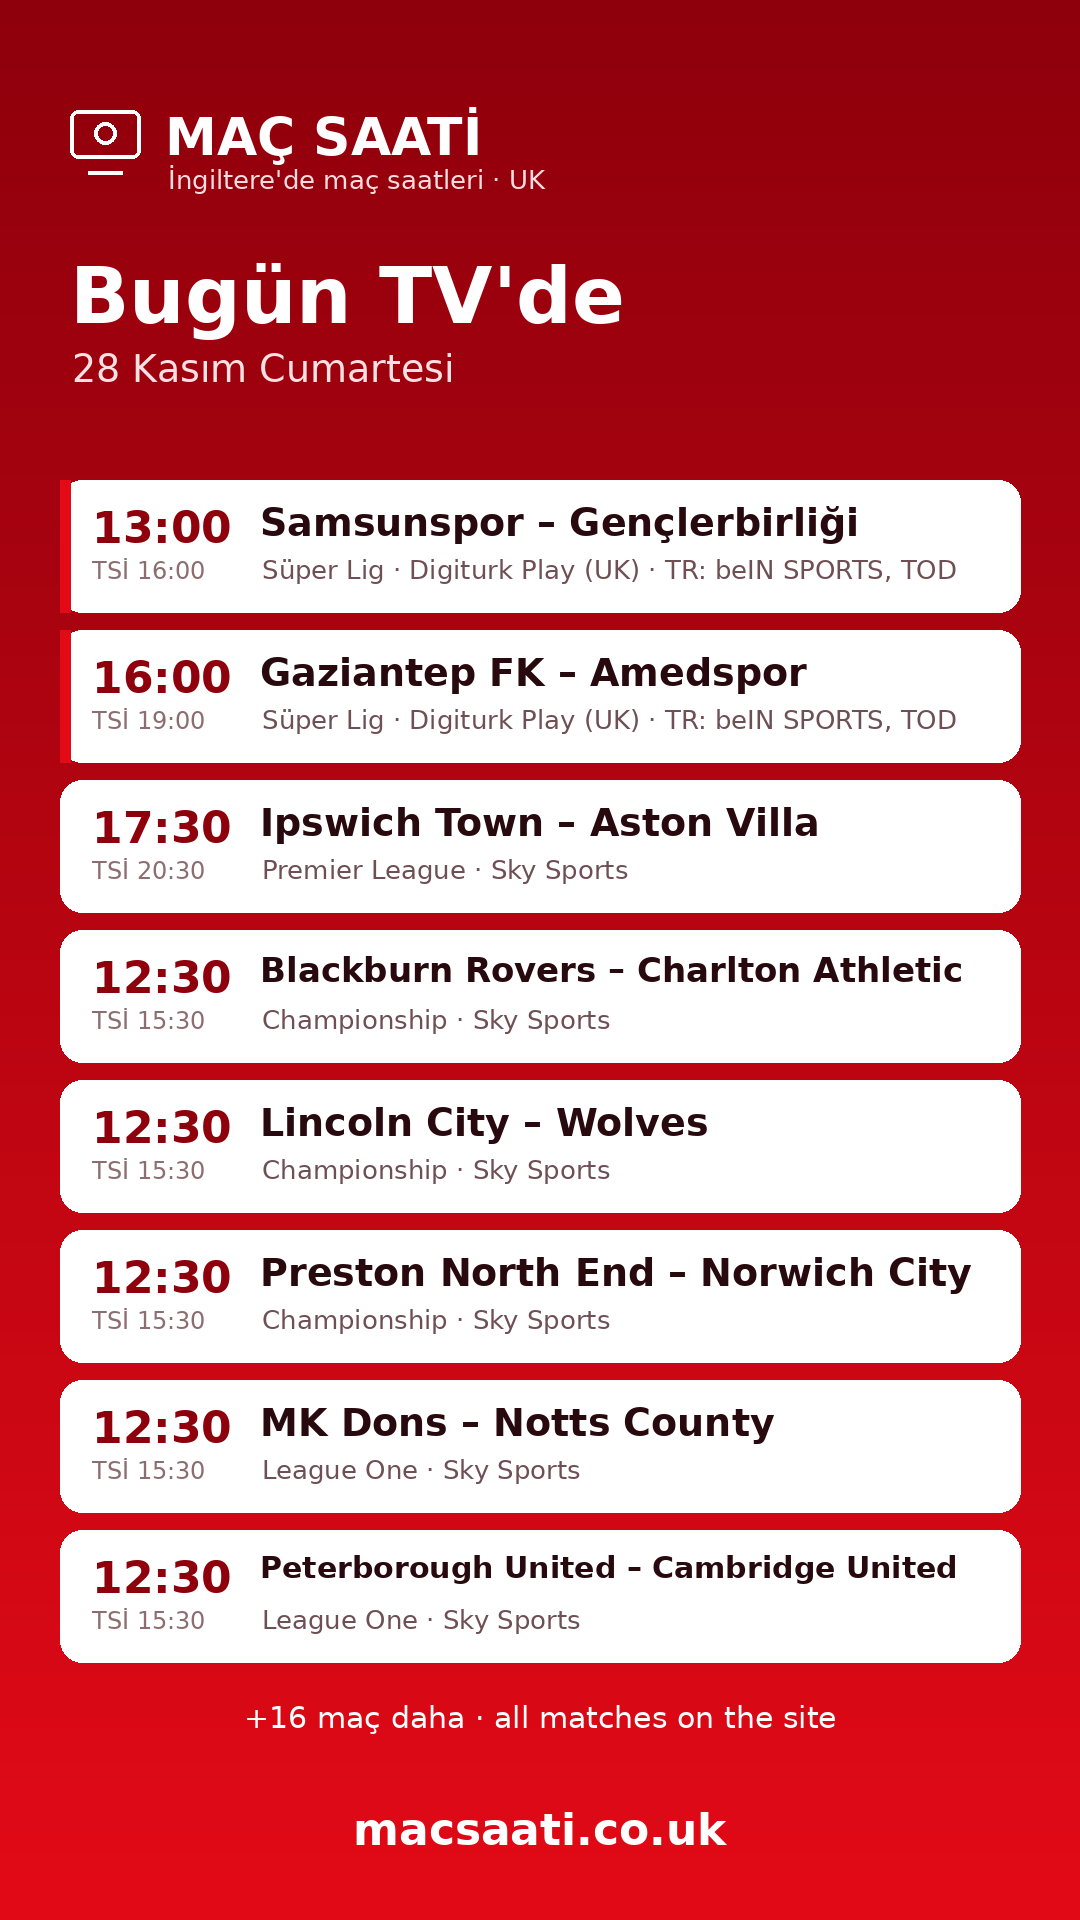 MAÇ SAATİ
İngiltere'de maç saatleri · UK
Bugün TV'de
28 Kasım Cumartesi
13:00 Samsunspor – Gençlerbirliği
TSİ 16:00 Süper Lig · Digiturk Play (UK) · TR: beIN SPORTS, TOD
16:00 Gaziantep FK – Amedspor
TSİ 19:00 Süper Lig · Digiturk Play (UK) · TR: beIN SPORTS, TOD
17:30 Ipswich Town – Aston Villa
TSİ 20:30 Premier League · Sky Sports
12:30 Blackburn Rovers – Charlton Athletic
TSİ 15:30 Championship · Sky Sports
12:30 Lincoln City – Wolves
TSİ 15:30 Championship · Sky Sports
12:30 Preston North End – Norwich City
TSİ 15:30 Championship · Sky Sports
12:30 MK Dons – Notts County
TSİ 15:30 League One · Sky Sports
12:30 Peterborough United – Cambridge United
TSİ 15:30 League One · Sky Sports
+16 maç daha · all matches on the site
macsaati.co.uk